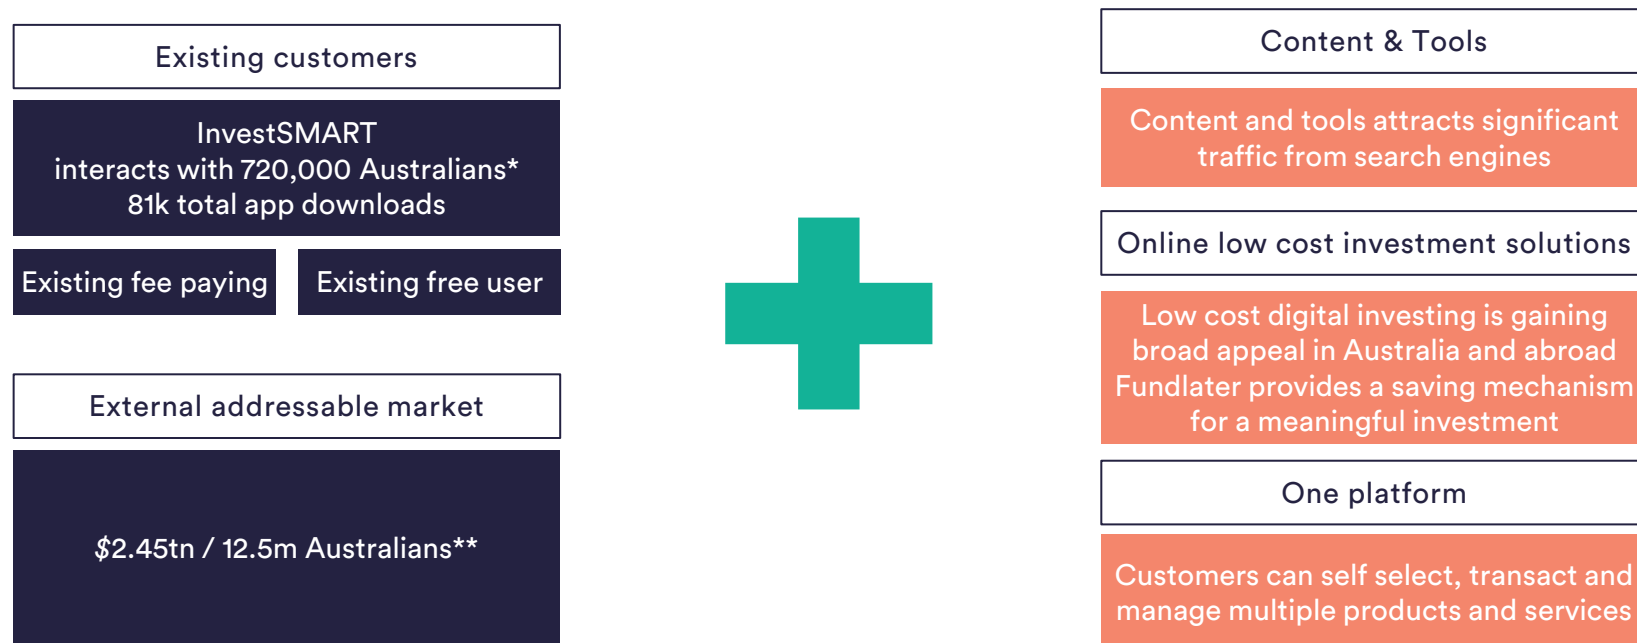 Existing customers
InvestSMART
interacts with 720,000 Australians*
81k total app downloads
Existing fee paying
Existing free user
External addressable market
$2.45tn / 12.5m Australians**
Content & Tools
Content and tools attracts significant
traffic from search engines
Online low cost investment solutions
Low cost digital investing is gaining
broad appeal in Australia and abroad
Fundlater provides a saving mechanism
for a meaningful investment
One platform
Customers can self select, transact and
manage multiple products and services